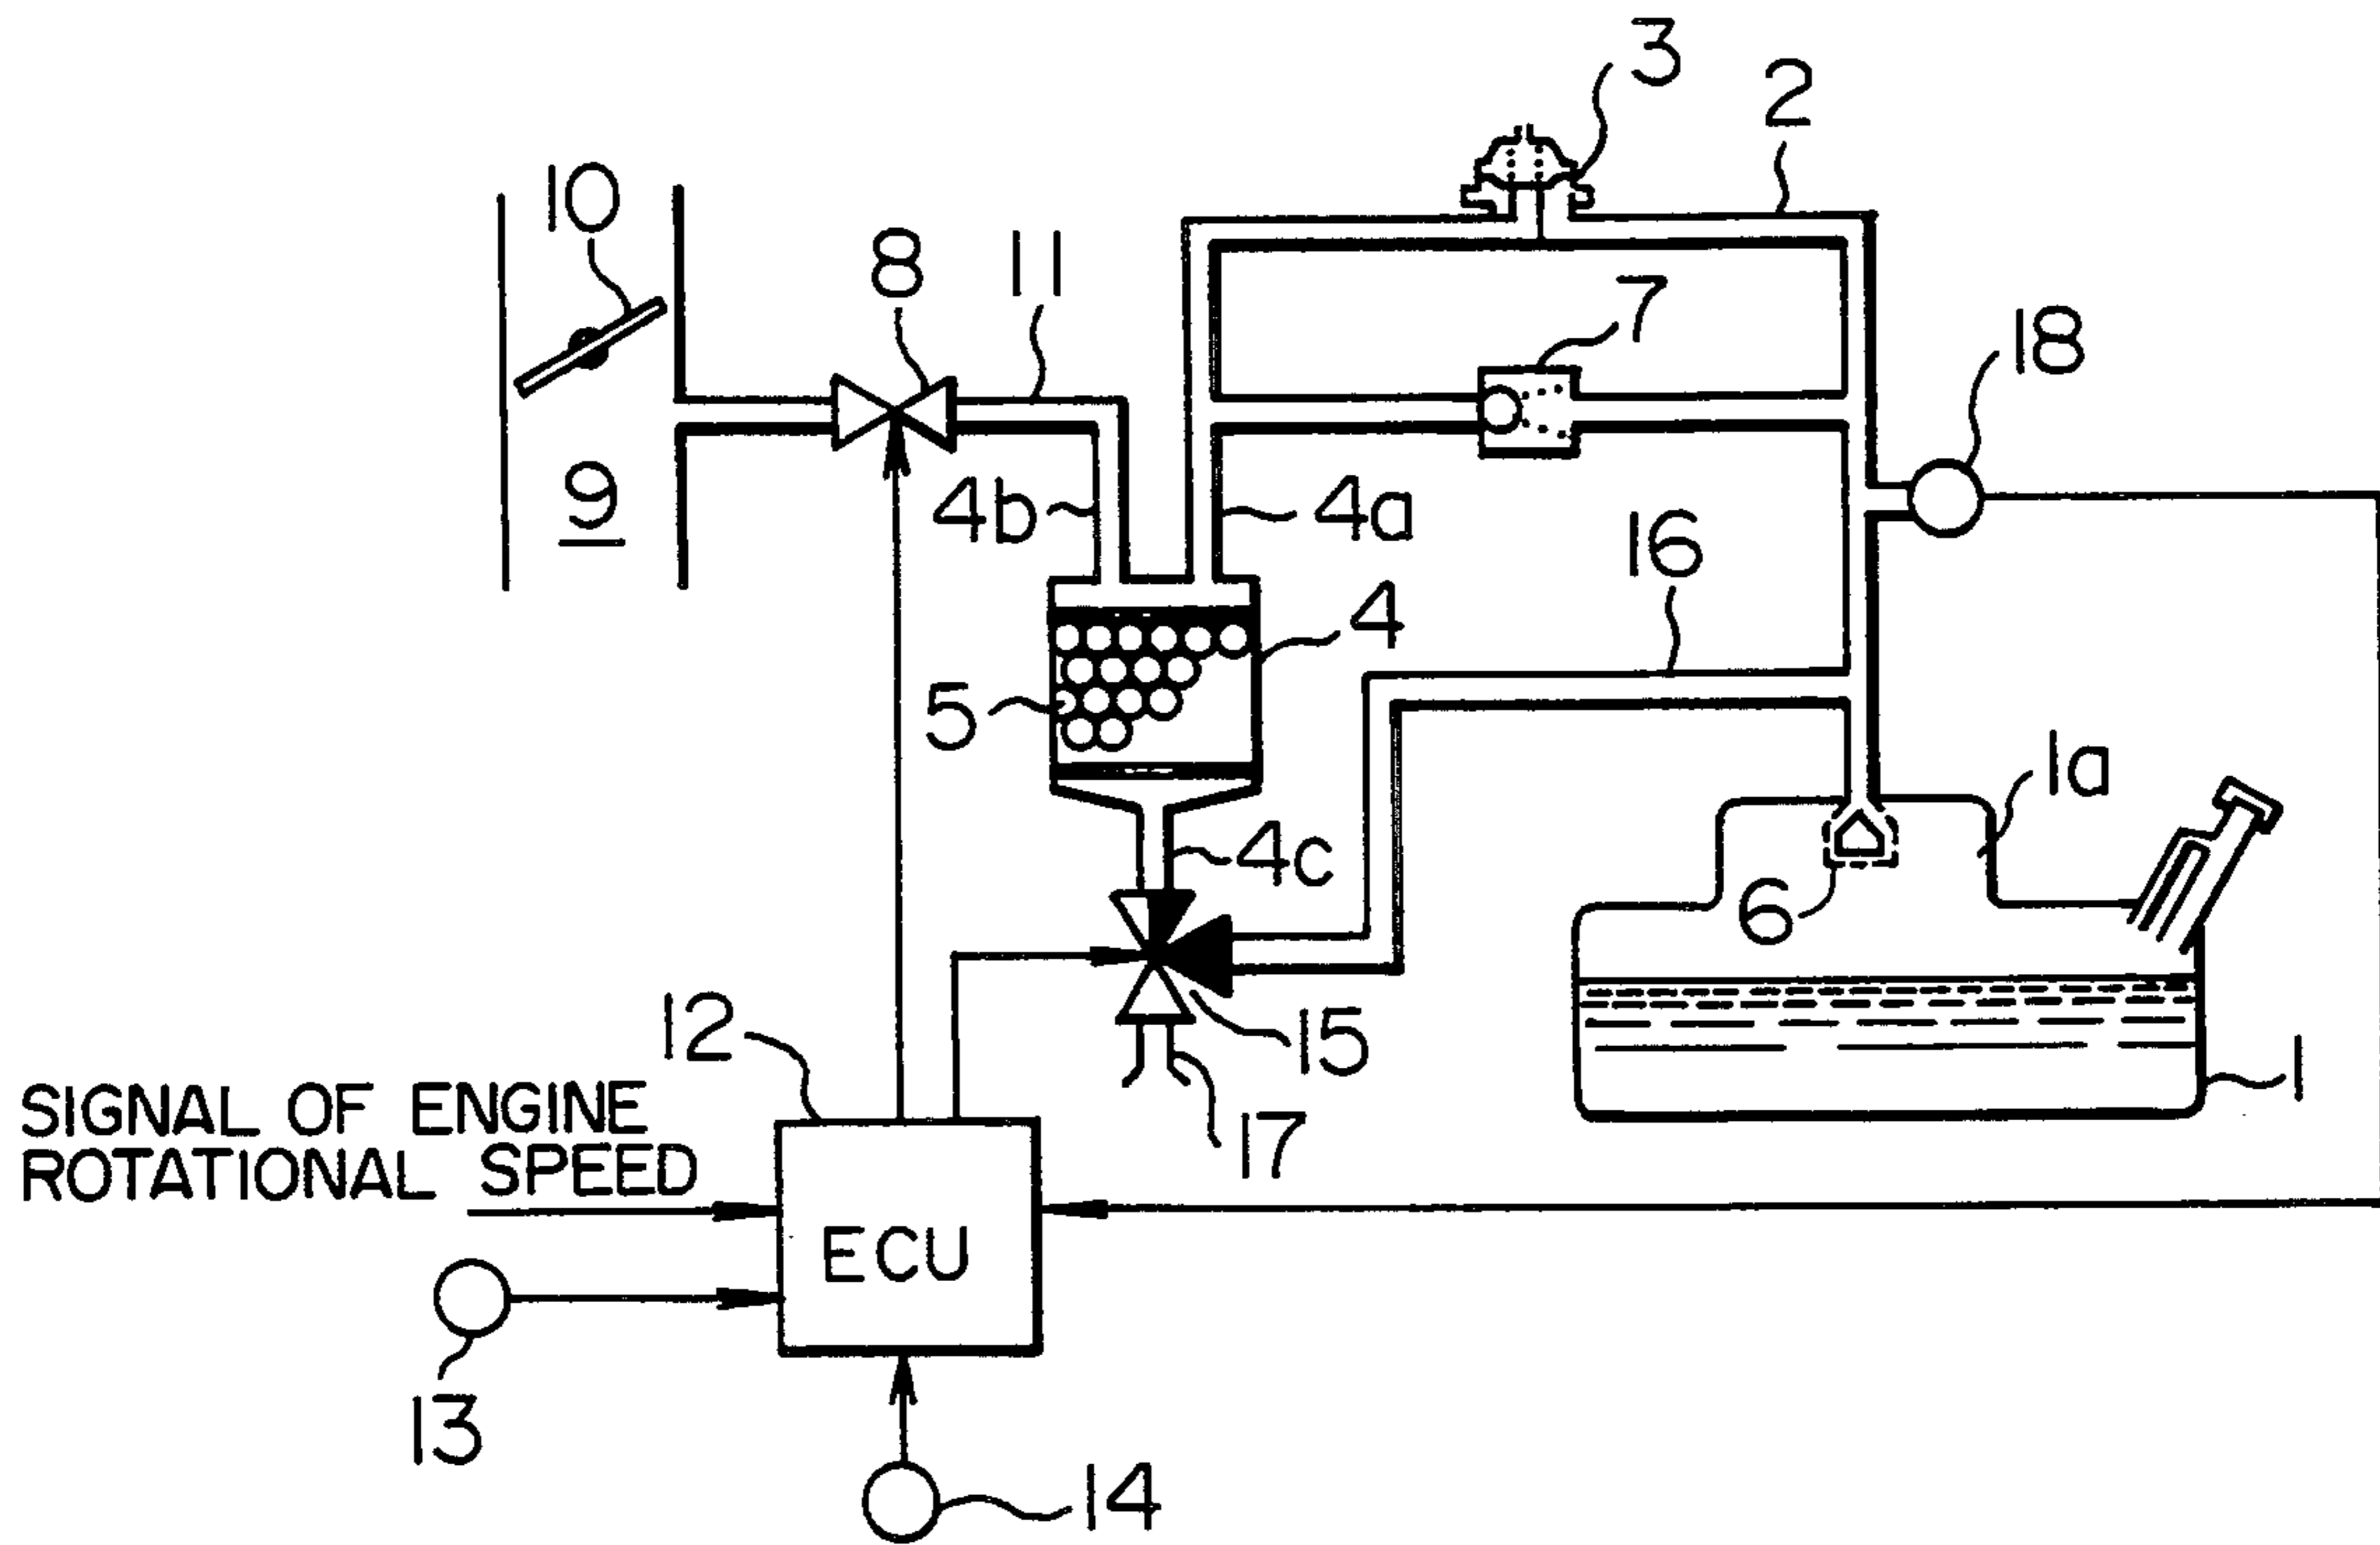 3
2
10
8
11
7
18
9
4b
4a
16
4
5
1a
4c
6
12
15
1
SIGNAL OF ENGINE
ROTATIONAL SPEED
17
ECU
13
14